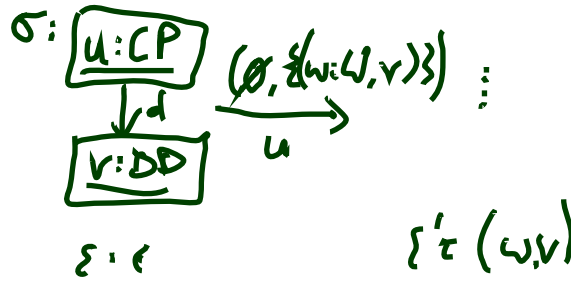 σ: u:CP (∅, {(w:W, v)}) ⋮
d
u
v:DD
ξ : ε ξ' ε (w,v)